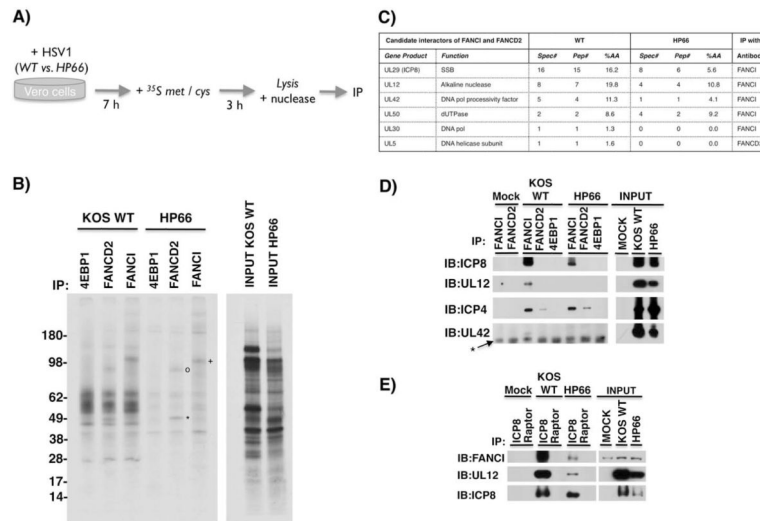 A)
+ HSV1
(WT vs. HP66)
Vero cells
7 h
+ ³⁵S met / cys
3 h
Lysis
+ nuclease
IP
C)
Candidate interactors of FANCI and FANCD2 WT HP66 IP with
Gene Product Function Spec# Pep# %AA Spec# Pep# %AA Antibod
UL29 (ICP8) SSB 16 15 16.2 8 6 5.6 FANCI
UL12 Alkaline nuclease 8 7 19.8 4 4 10.8 FANCI
UL42 DNA pol processivity factor 5 4 11.3 1 1 4.1 FANCI
UL50 dUTPase 2 2 8.6 4 2 9.2 FANCI
UL30 DNA pol 1 1 1.3 0 0 0.0 FANCI
UL5 DNA helicase subunit 1 1 1.6 0 0 0.0 FANCD2
B)
KOS WT HP66
IP: 4EBP1 FANCD2 FANCI 4EBP1 FANCD2 FANCI INPUT KOS WT INPUT HP66
180-
98-
+
o
62-
49-
*
38-
28-
17-
14-
D)
KOS
Mock WT HP66 INPUT
IP: FANCI FANCD2 FANCI FANCD2 4EBP1 FANCI FANCD2 4EBP1 MOCK KOS WT HP66
IB:ICP8
IB:UL12
IB:ICP4
IB:UL42
*
E)
KOS
Mock WT HP66 INPUT
IP: ICP8 Raptor ICP8 Raptor ICP8 Raptor MOCK KOS WT HP66
IB:FANCI
IB:UL12
IB:ICP8